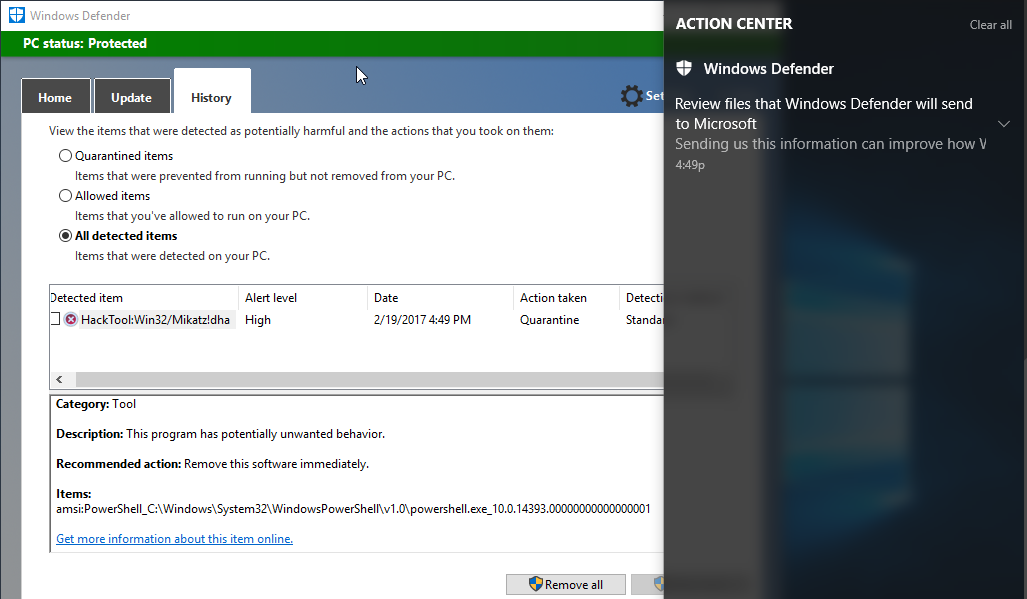 Windows Defender
PC status: Protected
Home
Update
History
Set
View the items that were detected as potentially harmful and the actions that you took on them:
Quarantined items
Items that were prevented from running but not removed from your PC.
Allowed items
Items that you've allowed to run on your PC.
All detected items
Items that were detected on your PC.
Detected item Alert level Date Action taken Detecti
HackTool:Win32/Mikatz!dha High 2/19/2017 4:49 PM Quarantine Standa
Category: Tool
Description: This program has potentially unwanted behavior.
Recommended action: Remove this software immediately.
Items:
amsi:PowerShell_C:\Windows\System32\WindowsPowerShell\v1.0\powershell.exe_10.0.14393.00000000000000001
Get more information about this item online.
Remove all
ACTION CENTER
Clear all
Windows Defender
Review files that Windows Defender will send
to Microsoft
Sending us this information can improve how W
4:49p